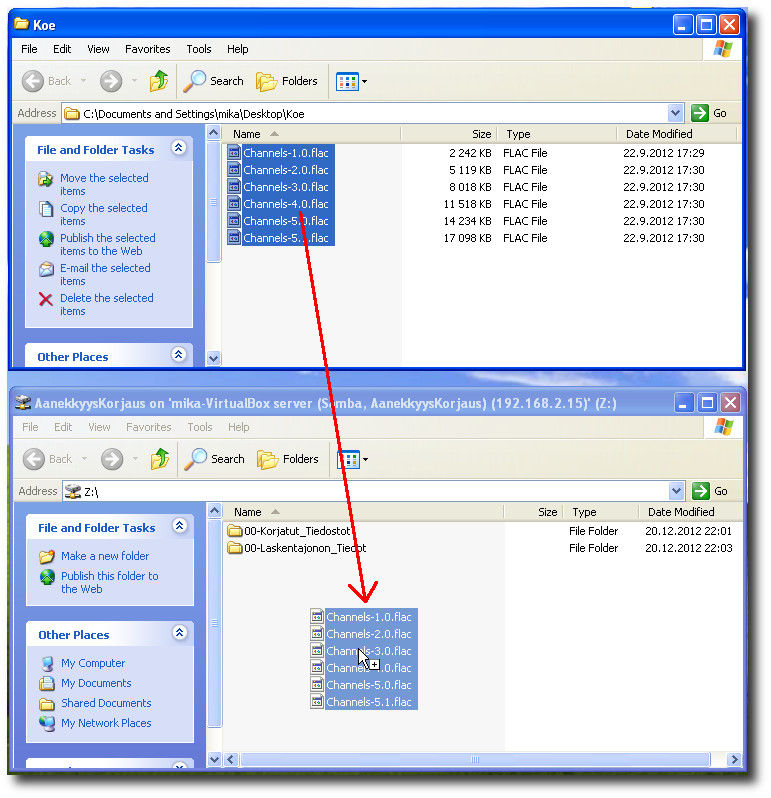 Koe
File Edit View Favorites Tools Help
Back Search Folders
Address C:\Documents and Settings\mika\Desktop\Koe Go
File and Folder Tasks
Move the selected
items
Copy the selected
items
Publish the selected
items to the Web
E-mail the selected
items
Delete the selected
items
Other Places
Name Size Type Date Modified
Channels-1.0.flac 2 242 KB FLAC File 22.9.2012 17:29
Channels-2.0.flac 5 119 KB FLAC File 22.9.2012 17:30
Channels-3.0.flac 8 018 KB FLAC File 22.9.2012 17:30
Channels-4.0.flac 11 518 KB FLAC File 22.9.2012 17:30
Channels-5.0.flac 14 234 KB FLAC File 22.9.2012 17:30
Channels-5.1.flac 17 098 KB FLAC File 22.9.2012 17:30
AanekkyysKorjaus on 'mika-VirtualBox server (Samba, AanekkyysKorjaus) (192.168.2.15)' (Z:)
File Edit View Favorites Tools Help
Back Search Folders
Address Z:\ Go
File and Folder Tasks
Make a new folder
Publish this folder to
the Web
Other Places
My Computer
My Documents
Shared Documents
My Network Places
Name Size Type Date Modified
00-Korjatut_Tiedostot File Folder 20.12.2012 22:01
00-Laskentajonon_Tiedot File Folder 20.12.2012 22:03
Channels-1.0.flac
Channels-2.0.flac
Channels-3.0.flac
Channels-4.0.flac
Channels-5.0.flac
Channels-5.1.flac